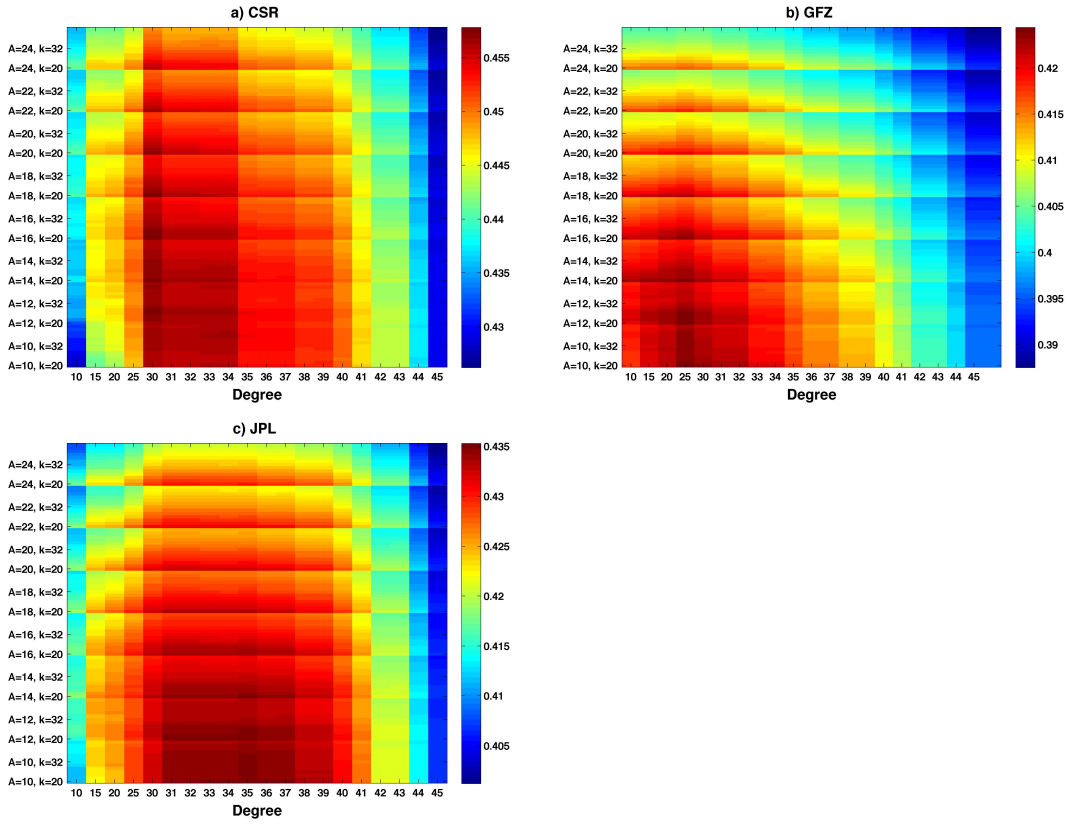 a) CSR
A=24, k=32
A=24, k=20
A=22, k=32
A=22, k=20
A=20, k=32
A=20, k=20
A=18, k=32
A=18, k=20
A=16, k=32
A=16, k=20
A=14, k=32
A=14, k=20
A=12, k=32
A=12, k=20
A=10, k=32
A=10, k=20
10 15 20 25 30 31 32 33 34 35 36 37 38 39 40 41 42 43 44 45
Degree
0.455
0.45
0.445
0.44
0.435
0.43
b) GFZ
A=24, k=32
A=24, k=20
A=22, k=32
A=22, k=20
A=20, k=32
A=20, k=20
A=18, k=32
A=18, k=20
A=16, k=32
A=16, k=20
A=14, k=32
A=14, k=20
A=12, k=32
A=12, k=20
A=10, k=32
A=10, k=20
10 15 20 25 30 31 32 33 34 35 36 37 38 39 40 41 42 43 44 45
Degree
0.42
0.415
0.41
0.405
0.4
0.395
0.39
c) JPL
A=24, k=32
A=24, k=20
A=22, k=32
A=22, k=20
A=20, k=32
A=20, k=20
A=18, k=32
A=18, k=20
A=16, k=32
A=16, k=20
A=14, k=32
A=14, k=20
A=12, k=32
A=12, k=20
A=10, k=32
A=10, k=20
10 15 20 25 30 31 32 33 34 35 36 37 38 39 40 41 42 43 44 45
Degree
0.435
0.43
0.425
0.42
0.415
0.41
0.405